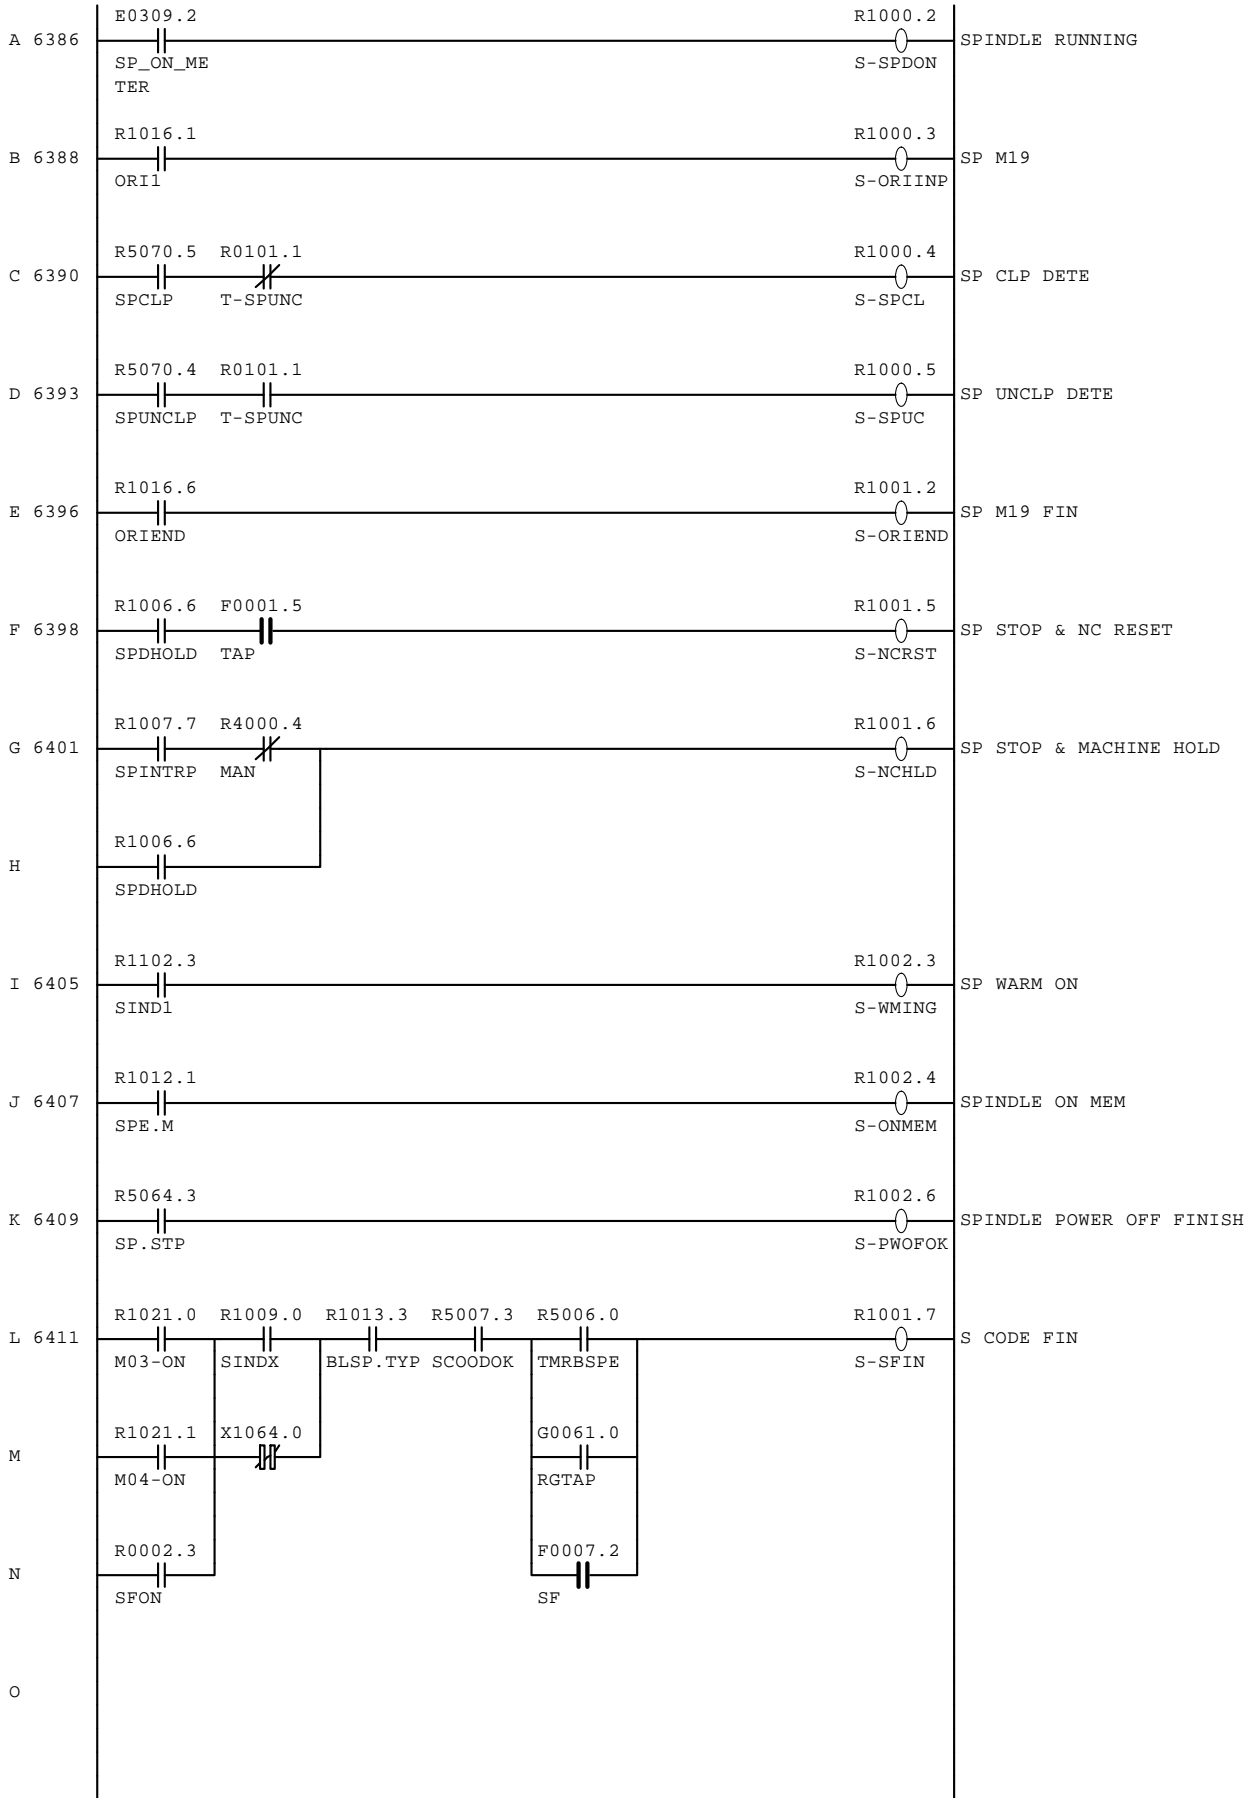 E0309.2 R1000.2
A 6386 SPINDLE RUNNING
SP_ON_ME S-SPDON
TER
R1016.1 R1000.3
B 6388 SP M19
ORI1 S-ORIINP
R5070.5 R0101.1 R1000.4
C 6390 SP CLP DETE
SPCLP T-SPUNC S-SPCL
R5070.4 R0101.1 R1000.5
D 6393 SP UNCLP DETE
SPUNCLP T-SPUNC S-SPUC
R1016.6 R1001.2
E 6396 SP M19 FIN
ORIEND S-ORIEND
R1006.6 F0001.5 R1001.5
F 6398 SP STOP & NC RESET
SPDHOLD TAP S-NCRST
R1007.7 R4000.4 R1001.6
G 6401 SP STOP & MACHINE HOLD
SPINTRP MAN S-NCHLD
R1006.6
H
SPDHOLD
R1102.3 R1002.3
I 6405 SP WARM ON
SIND1 S-WMING
R1012.1 R1002.4
J 6407 SPINDLE ON MEM
SPE.M S-ONMEM
R5064.3 R1002.6
K 6409 SPINDLE POWER OFF FINISH
SP.STP S-PWOFOK
R1021.0 R1009.0 R1013.3 R5007.3 R5006.0 R1001.7
L 6411 S CODE FIN
M03-ON SINDX BLSP.TYP SCOODOK TMRBSPE S-SFIN
R1021.1 X1064.0 G0061.0
M
M04-ON RGTAP
R0002.3 F0007.2
N
SFON SF
O